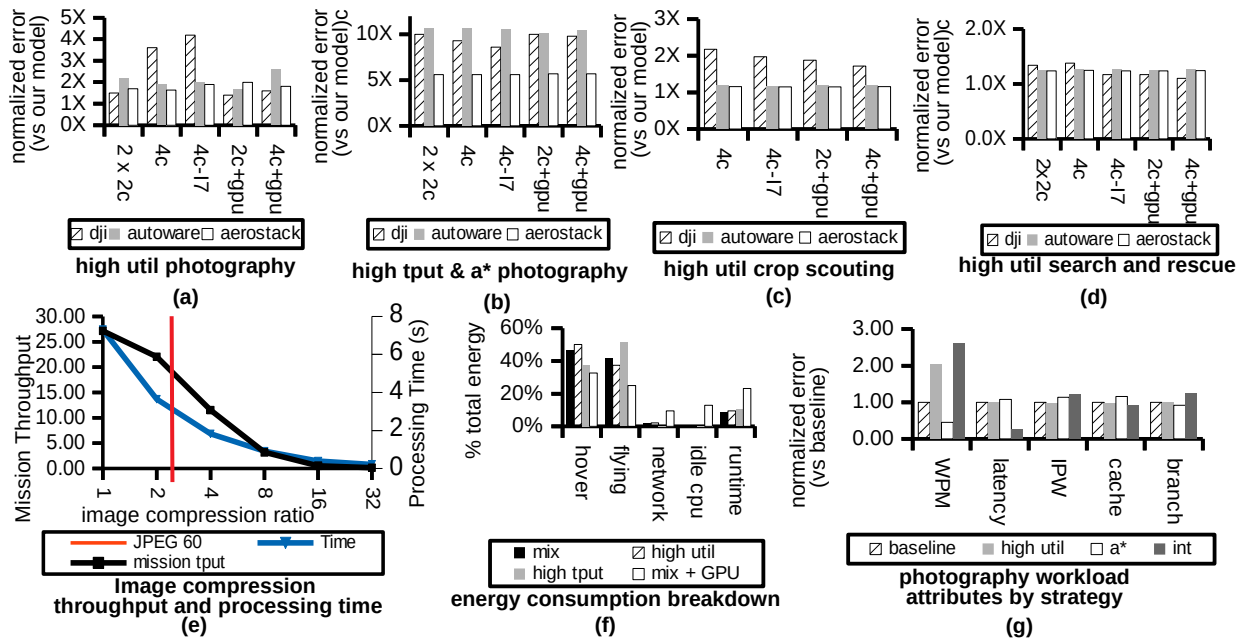 normalized error
(vs our model)
5X
4X
3X
2X
1X
0X
2 x 2c
4c
4c-I7
2c+gpu
4c+gpu
dji autoware aerostack
high util photography
(a)
normalized error
(vs our model)c
10X
5X
0X
2 x 2c
4c
4c-I7
2c+gpu
4c+gpu
dji autoware aerostack
high tput & a* photography
(b)
normalized error
(vs our model)
3X
2X
1X
0X
4c
4c-I7
2c+gpu
4c+gpu
dji autoware aerostack
high util crop scouting
(c)
normalized error
(vs our model)c
2.0X
1.0X
0.0X
2x2c
4c
4c-I7
2c+gpu
4c+gpu
dji autoware aerostack
high util search and rescue
(d)
Mission Throughput
30.00
25.00
20.00
15.00
10.00
5.00
0.00
8
6
4
2
0
Processing Time (s)
1
2
4
8
16
32
image compression ratio
JPEG 60 Time
mission tput
Image compression
throughput and processing time
(e)
% total energy
60%
40%
20%
0%
hover
flying
network
idle cpu
runtime
mix high util
high tput mix + GPU
energy consumption breakdown
(f)
normalized error
(vs baseline)
3.00
2.00
1.00
0.00
WPM
latency
IPW
cache
branch
baseline high util a* int
photography workload
attributes by strategy
(g)